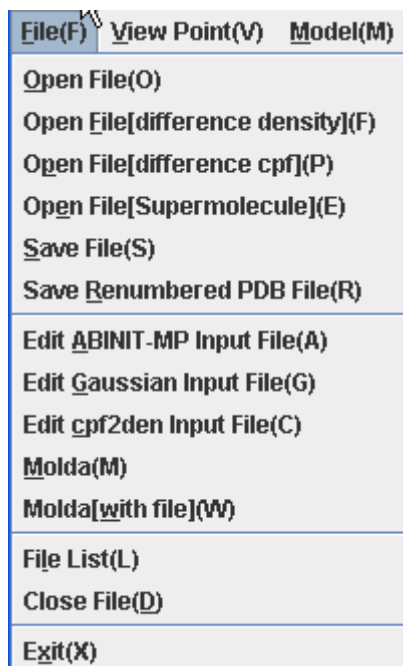 File(F) View Point(V) Model(M)
Open File(O)
Open File[difference density](F)
Open File[difference cpf](P)
Open File[Supermolecule](E)
Save File(S)
Save Renumbered PDB File(R)
Edit ABINIT-MP Input File(A)
Edit Gaussian Input File(G)
Edit cpf2den Input File(C)
Molda(M)
Molda[with file](W)
File List(L)
Close File(D)
Exit(X)